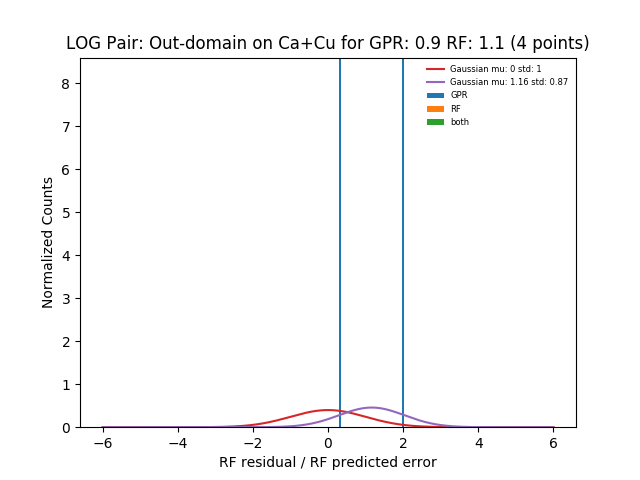 LOG Pair: Out-domain on Ca+Cu for GPR: 0.9 RF: 1.1 (4 points)
Gaussian mu: 0 std: 1
Gaussian mu: 1.16 std: 0.87
GPR
RF
both
Normalized Counts
8
7
6
5
4
3
2
1
0
−6
−4
−2
0
2
4
6
RF residual / RF predicted error